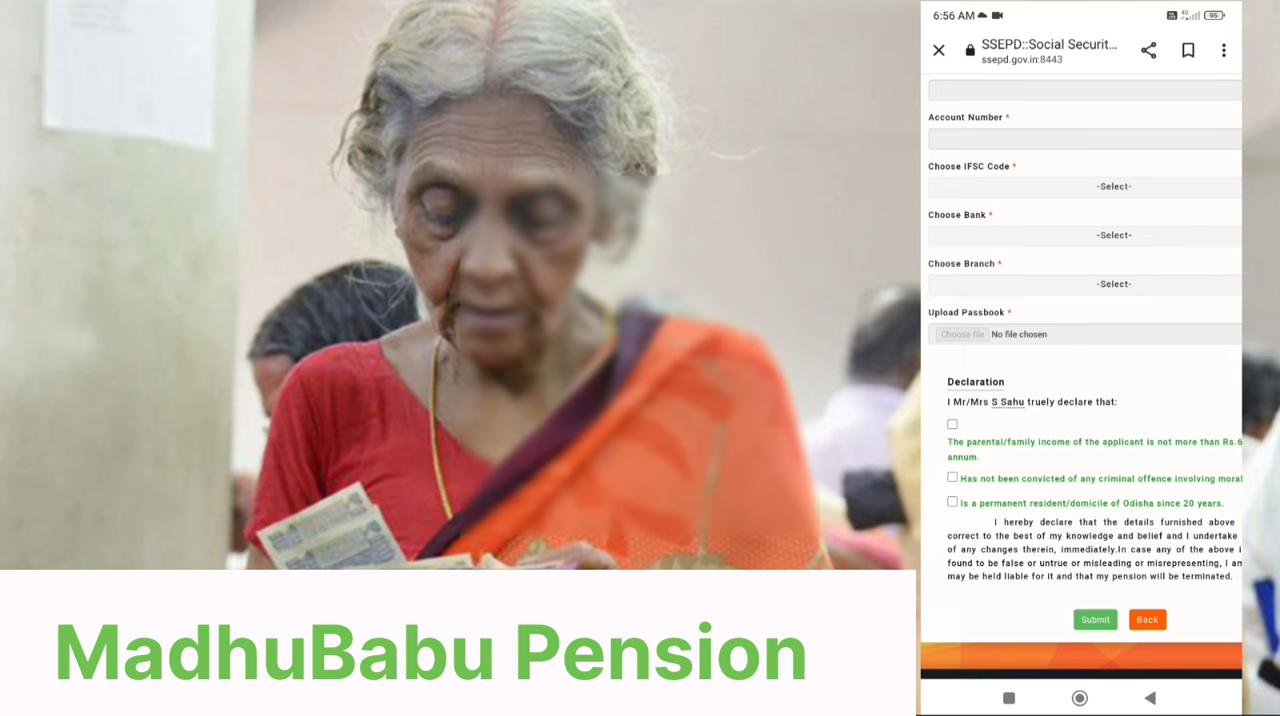 MadhuBabu Pension
6:56 AM
4G
95
SSEPD::Social Securit...
ssepd.gov.in:8443
Account Number *
Choose IFSC Code *
-Select-
Choose Bank *
-Select-
Choose Branch *
-Select-
Upload Passbook *
Choose file No file chosen
Declaration
I Mr/Mrs S Sahu truely declare that:
The parental/family income of the applicant is not more than Rs.6
annum.
Has not been convicted of any criminal offence involving moral
Is a permanent resident/domicile of Odisha since 20 years.
I hereby declare that the details furnished above
correct to the best of my knowledge and belief and I undertake
of any changes therein, immediately.In case any of the above i
found to be false or untrue or misleading or misrepresenting, I am
may be held liable for it and that my pension will be terminated.
Submit Back